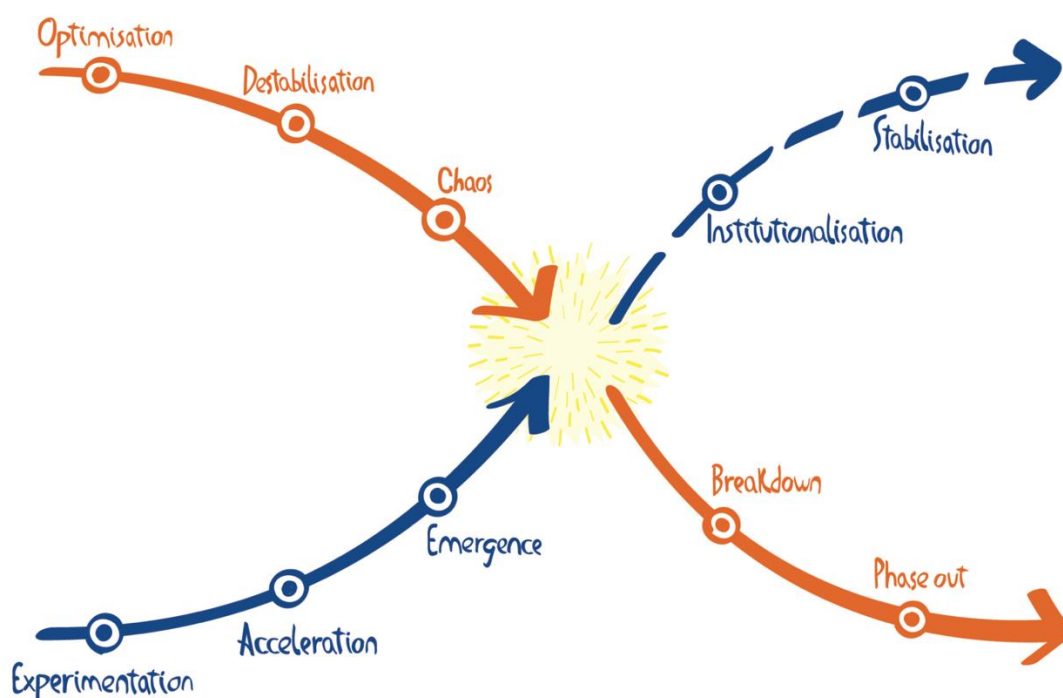 Optimisation
Destabilisation
Chaos
Stabilisation
Institutionalisation
Emergence
Acceleration
Experimentation
Breakdown
Phase out